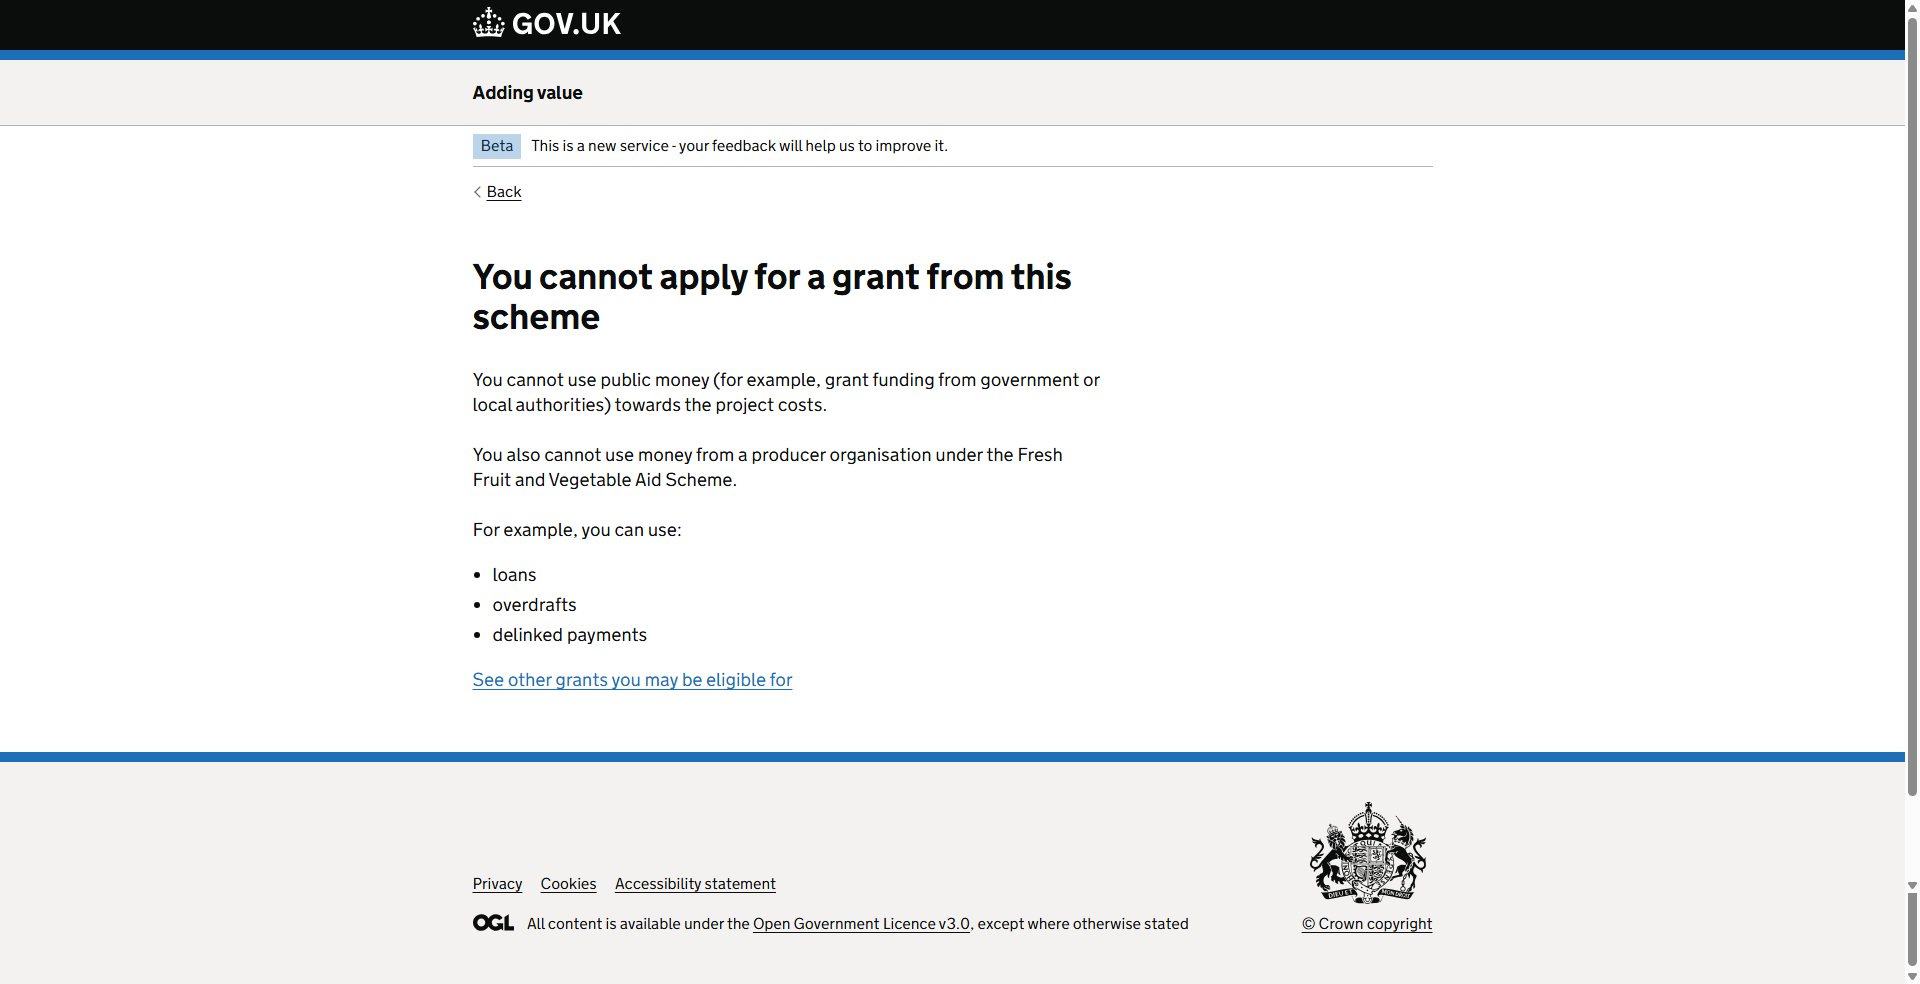 GOV.UK
Adding value
Beta This is a new service - your feedback will help us to improve it.
Back
You cannot apply for a grant from this
scheme
You cannot use public money (for example, grant funding from government or
local authorities) towards the project costs.
You also cannot use money from a producer organisation under the Fresh
Fruit and Vegetable Aid Scheme.
For example, you can use:
• loans
• overdrafts
• delinked payments
See other grants you may be eligible for
Privacy Cookies Accessibility statement
OGL All content is available under the Open Government Licence v3.0, except where otherwise stated
© Crown copyright